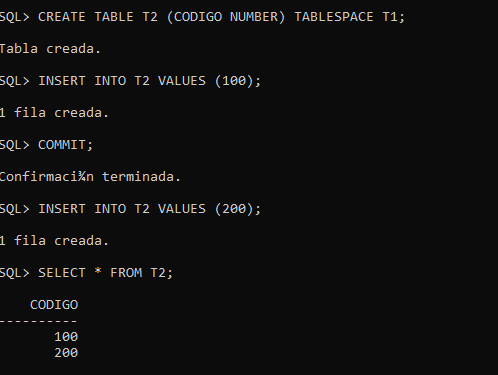 SQL> CREATE TABLE T2 (CODIGO NUMBER) TABLESPACE T1;
Tabla creada.
SQL> INSERT INTO T2 VALUES (100);
1 fila creada.
SQL> COMMIT;
Confirmaci¾n terminada.
SQL> INSERT INTO T2 VALUES (200);
1 fila creada.
SQL> SELECT * FROM T2;
CODIGO
----------
100
200